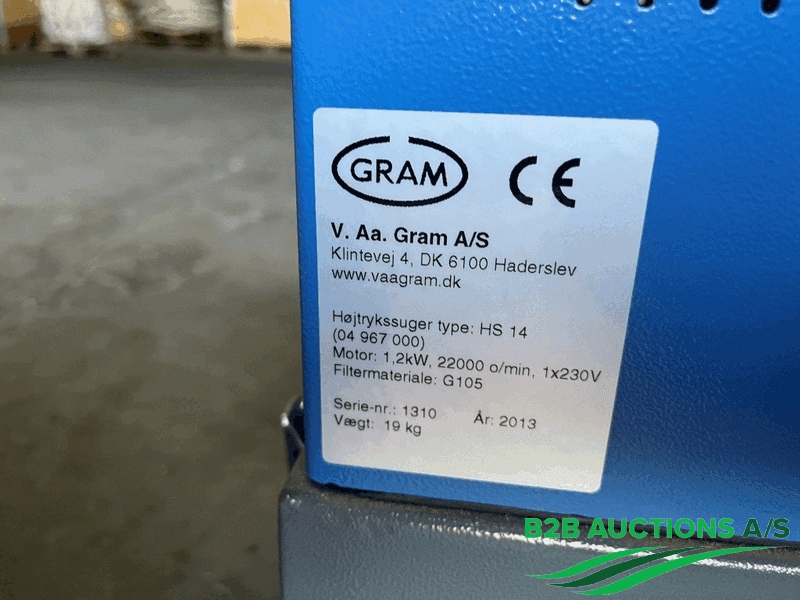 GRAM CE
V. Aa. Gram A/S
Klintevej 4, DK 6100 Haderslev
www.vaagram.dk
Højtrykssuger type: HS 14
(04 967 000)
Motor: 1,2kW, 22000 o/min, 1x230V
Filtermateriale: G105
Serie-nr.: 1310 År: 2013
Vægt: 19 kg
B2B AUCTIONS A/S